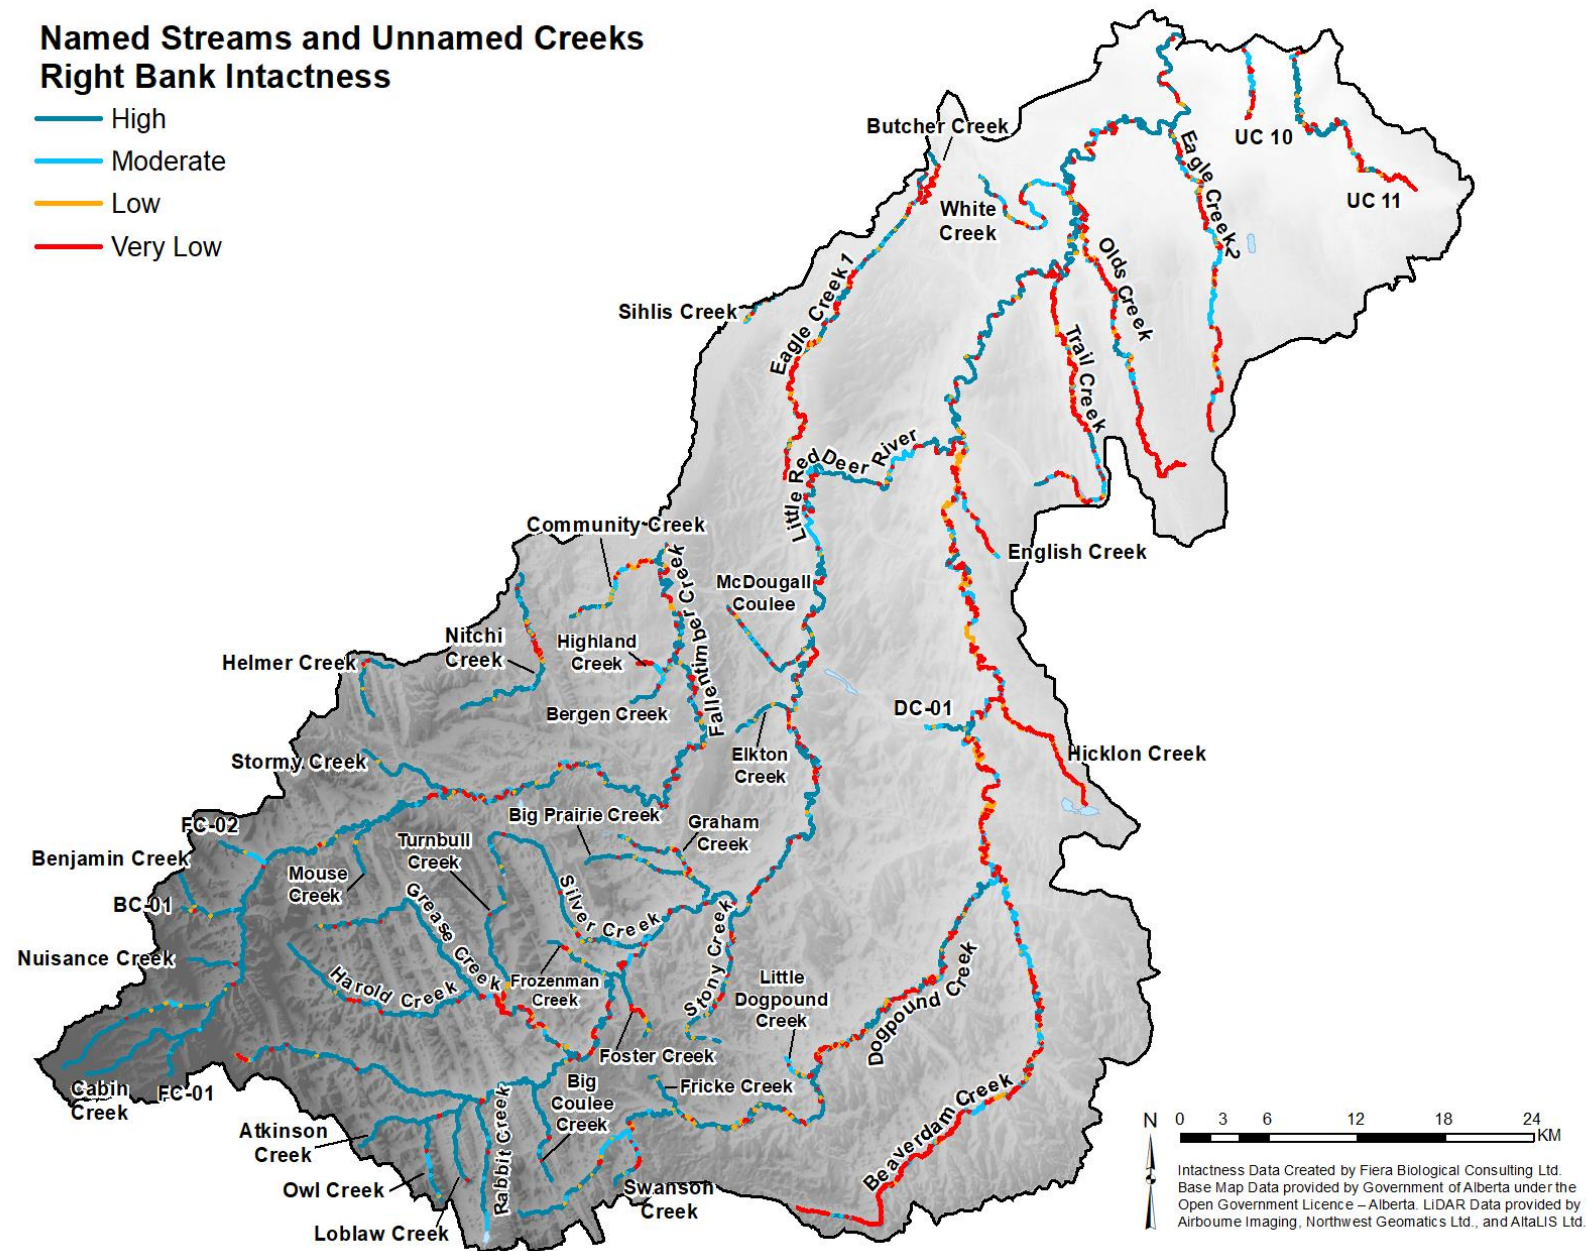 Named Streams and Unnamed Creeks
Right Bank Intactness
High
Moderate
Low
Very Low
Butcher Creek
UC 10
UC 11
Eagle Creek 2
White
Creek
Olds Creek
Eagle Creek 1
Sihlis Creek
Trail Creek
Little Red Deer River
English Creek
Community Creek
McDougall
Coulee
Fallentimber Creek
Nitchi
Creek
Highland
Creek
Helmer Creek
Bergen Creek
DC-01
Elkton
Creek
Hicklon Creek
Stormy Creek
Big Prairie Creek
Graham
Creek
FC-02
Turnbull
Creek
Benjamin Creek
Mouse
Creek
BC-01
Grease Creek
Silver Creek
Stony Creek
Nuisance Creek
Harold Creek
Frozenman
Creek
Little
Dogpound
Creek
Dogpound Creek
Foster Creek
Cabin
Creek
FC-01
Big
Coulee
Creek
Fricke Creek
Atkinson
Creek
Rabbit Creek
Beaverdam Creek
Owl Creek
Swanson
Creek
Loblaw Creek
N
0 3 6 12 18 24
KM
Intactness Data Created by Fiera Biological Consulting Ltd.
Base Map Data provided by Government of Alberta under the
Open Government Licence – Alberta. LiDAR Data provided by
Airbourne Imaging, Northwest Geomatics Ltd., and AltaLIS Ltd.